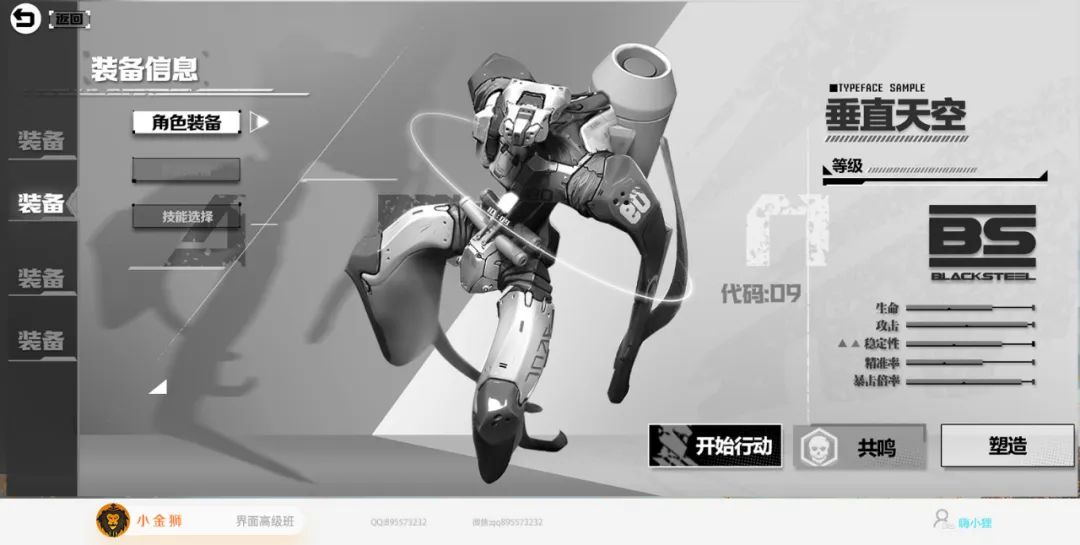 返回
装备信息
角色装备
技能选择
装备
装备
装备
装备
TYPEFACE SAMPLE
垂直天空
等级
BS
BLACKSTEEL
代码:09
09
生命
攻击
稳定性
精准率
暴击倍率
开始行动
共鸣
塑造
小金狮
界面高级班
QQ:895573232
微信:qq895573232
嗨小狸